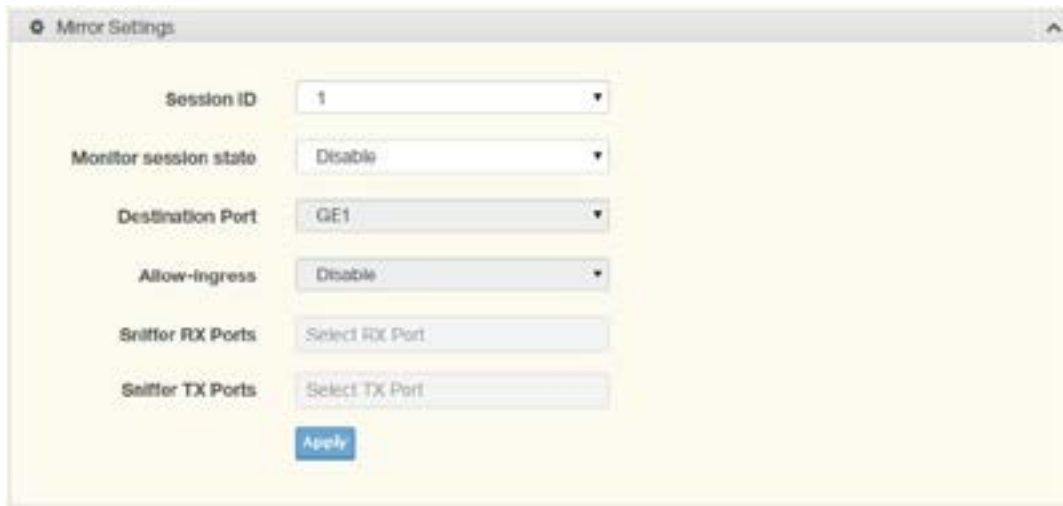 Mirror Settings
Session ID 1
Monitor session state Disable
Destination Port GE1
Allow-ingress Disable
Sniffer RX Ports Select RX Port
Sniffer TX Ports Select TX Port
Apply